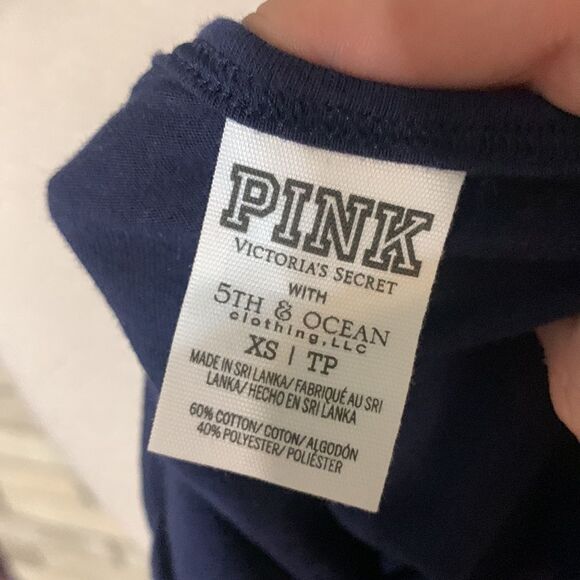 PINK
VICTORIA'S SECRET
WITH
5TH & OCEAN
clothing,LLC
XS | TP
MADE IN SRI LANKA/ FABRIQUÉ AU SRI
LANKA/ HECHO EN SRI LANKA
60% COTTON/ COTON/ ALGODÓN
40% POLYESTER/ POLIÉSTER